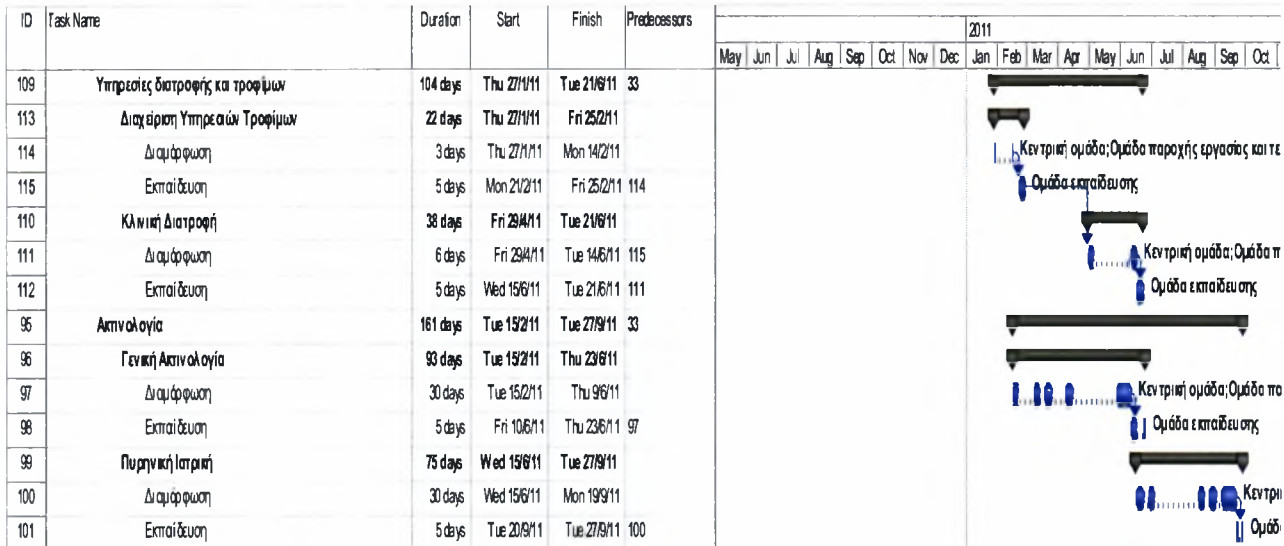 ID Task Name Duration Start Finish Predecessors
2011
May Jun Jul Aug Sep Oct Nov Dec Jan Feb Mar Apr May Jun Jul Aug Sep Oct
109 Υπηρεσίες διατροφής και τροφίμων 104 days Thu 27/1/11 Tue 21/6/11 33
113 Διαχείριση Υπηρεσιών Τροφίμων 22 days Thu 27/1/11 Fri 25/2/11
114 Διαμόρφωση 3 days Thu 27/1/11 Mon 14/2/11 Κεντρική ομάδα;Ομάδα παροχής εργασίας και τε
115 Εκπαίδευση 5 days Mon 21/2/11 Fri 25/2/11 114 Ομάδα εκπαίδευσης
110 Κλινική Διατροφή 38 days Fri 29/4/11 Tue 21/6/11
111 Διαμόρφωση 6 days Fri 29/4/11 Tue 14/6/11 115 Κεντρική ομάδα;Ομάδα π
112 Εκπαίδευση 5 days Wed 15/6/11 Tue 21/6/11 111 Ομάδα εκπαίδευσης
95 Ακτινολογία 161 days Tue 15/2/11 Tue 27/9/11 33
96 Γενική Ακτινολογία 93 days Tue 15/2/11 Thu 23/6/11
97 Διαμόρφωση 30 days Tue 15/2/11 Thu 9/6/11 Κεντρική ομάδα;Ομάδα πα
98 Εκπαίδευση 5 days Fri 10/6/11 Thu 23/6/11 97 Ομάδα εκπαίδευσης
99 Πυρηνική Ιατρική 75 days Wed 15/6/11 Tue 27/9/11
100 Διαμόρφωση 30 days Wed 15/6/11 Mon 19/9/11 Κεντρι
101 Εκπαίδευση 5 days Tue 20/9/11 Tue 27/9/11 100 Ομάδ